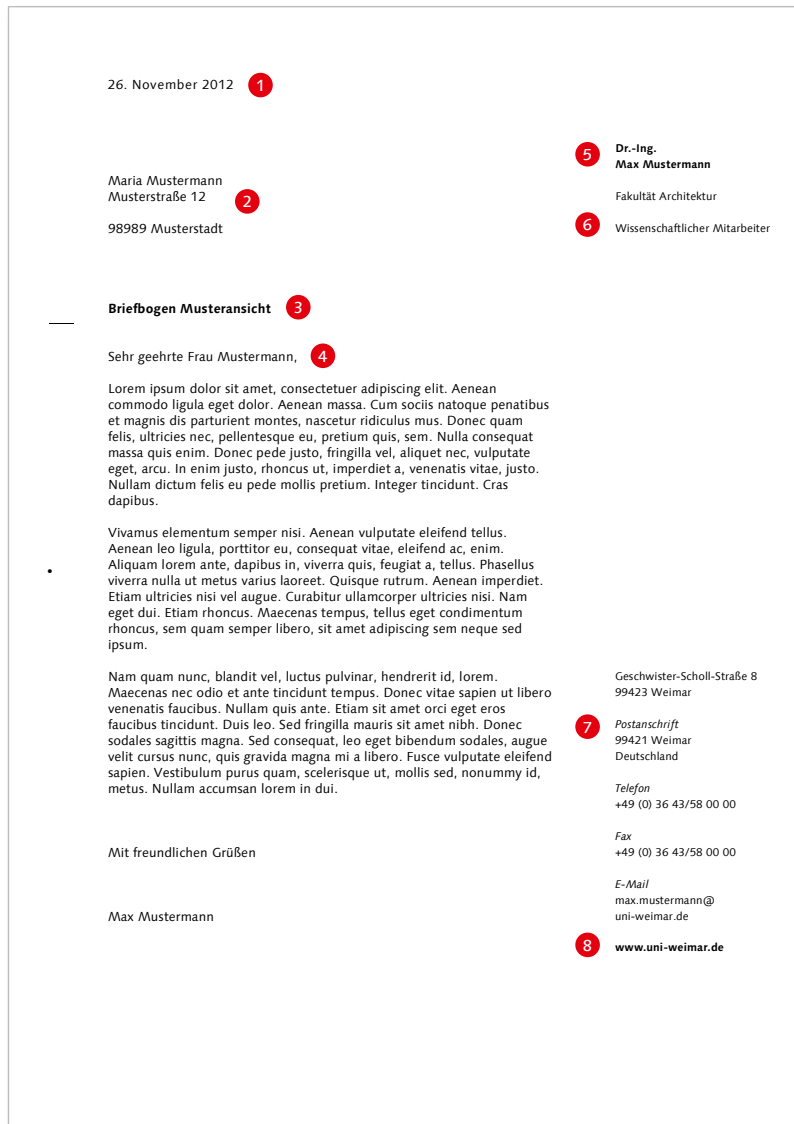 26. November 2012 1
5 Dr.-Ing.
Max Mustermann
Maria Mustermann
Musterstraße 12 2
98989 Musterstadt
Fakultät Architektur
6 Wissenschaftlicher Mitarbeiter
Briefbogen Musteransicht 3
Sehr geehrte Frau Mustermann, 4
Lorem ipsum dolor sit amet, consectetuer adipiscing elit. Aenean
commodo ligula eget dolor. Aenean massa. Cum sociis natoque penatibus
et magnis dis parturient montes, nascetur ridiculus mus. Donec quam
felis, ultricies nec, pellentesque eu, pretium quis, sem. Nulla consequat
massa quis enim. Donec pede justo, fringilla vel, aliquet nec, vulputate
eget, arcu. In enim justo, rhoncus ut, imperdiet a, venenatis vitae, justo.
Nullam dictum felis eu pede mollis pretium. Integer tincidunt. Cras
dapibus.
Vivamus elementum semper nisi. Aenean vulputate eleifend tellus.
Aenean leo ligula, porttitor eu, consequat vitae, eleifend ac, enim.
Aliquam lorem ante, dapibus in, viverra quis, feugiat a, tellus. Phasellus
viverra nulla ut metus varius laoreet. Quisque rutrum. Aenean imperdiet.
Etiam ultricies nisi vel augue. Curabitur ullamcorper ultricies nisi. Nam
eget dui. Etiam rhoncus. Maecenas tempus, tellus eget condimentum
rhoncus, sem quam semper libero, sit amet adipiscing sem neque sed
ipsum.
Nam quam nunc, blandit vel, luctus pulvinar, hendrerit id, lorem.
Maecenas nec odio et ante tincidunt tempus. Donec vitae sapien ut libero
venenatis faucibus. Nullam quis ante. Etiam sit amet orci eget eros
faucibus tincidunt. Duis leo. Sed fringilla mauris sit amet nibh. Donec
sodales sagittis magna. Sed consequat, leo eget bibendum sodales, augue
velit cursus nunc, quis gravida magna mi a libero. Fusce vulputate eleifend
sapien. Vestibulum purus quam, scelerisque ut, mollis sed, nonummy id,
metus. Nullam accumsan lorem in dui.
Mit freundlichen Grüßen
Max Mustermann
Geschwister-Scholl-Straße 8
99423 Weimar
7 Postanschrift
99421 Weimar
Deutschland
Telefon
+49 (0) 36 43/58 00 00
Fax
+49 (0) 36 43/58 00 00
E-Mail
max.mustermann@
uni-weimar.de
8 www.uni-weimar.de